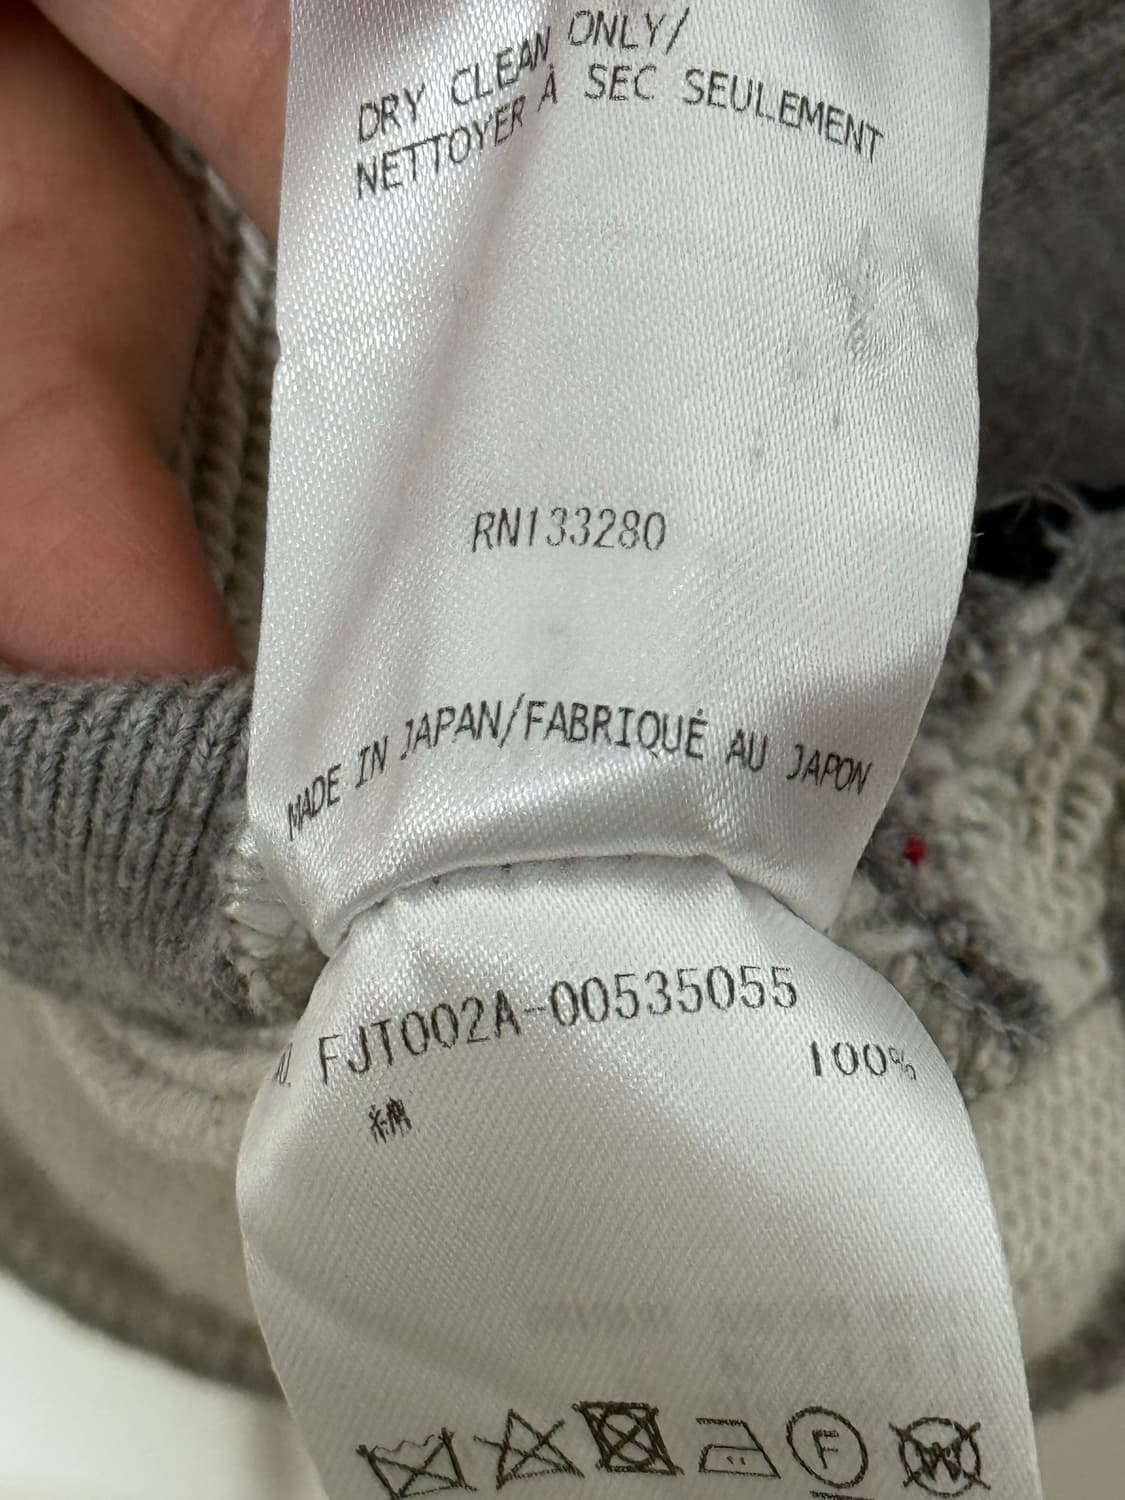 DRY CLEAN ONLY/
NETTOYER À SEC SEULEMENT
RN133280
MADE IN JAPAN/FABRIQUÉ AU JAPON
FJT002A-00535055
綿 100%
F
W